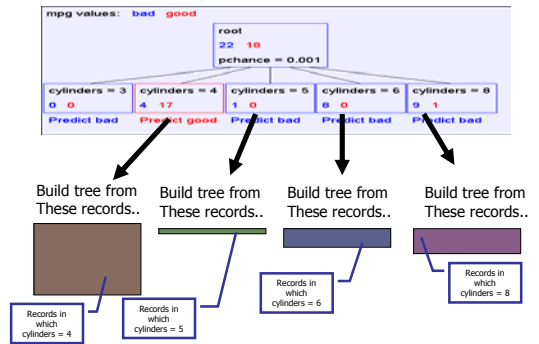 mpg values: bad good
root
22 18
pchance = 0.001
cylinders = 3
0 0
Predict bad
cylinders = 4
4 17
Predict good
cylinders = 5
1 0
Predict bad
cylinders = 6
8 0
Predict bad
cylinders = 8
9 1
Predict bad
Build tree from
These records..
Build tree from
These records..
Build tree from
These records..
Build tree from
These records..
Records in
which
cylinders = 4
Records in
which
cylinders = 5
Records in
which
cylinders = 6
Records in
which
cylinders = 8